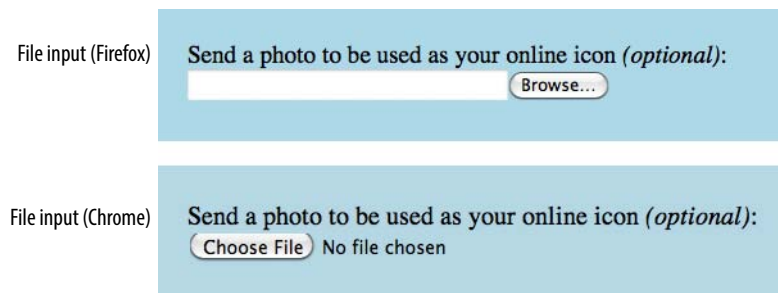 File input (Firefox)
Send a photo to be used as your online icon (optional):
Browse...
File input (Chrome)
Send a photo to be used as your online icon (optional):
Choose File No file chosen